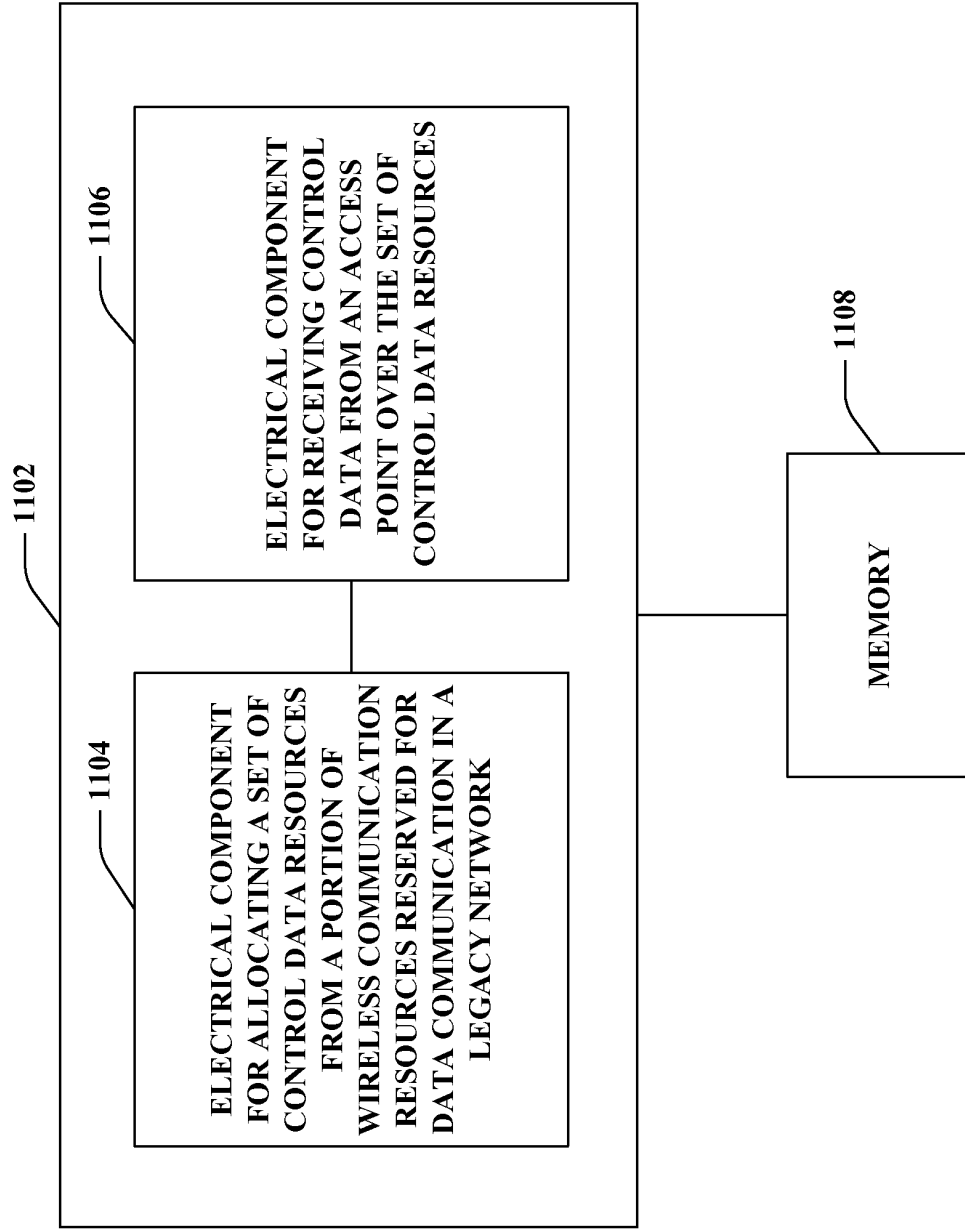 1102
1104
ELECTRICAL COMPONENT
FOR ALLOCATING A SET OF
CONTROL DATA RESOURCES
FROM A PORTION OF
WIRELESS COMMUNICATION
RESOURCES RESERVED FOR
DATA COMMUNICATION IN A
LEGACY NETWORK
1106
ELECTRICAL COMPONENT
FOR RECEIVING CONTROL
DATA FROM AN ACCESS
POINT OVER THE SET OF
CONTROL DATA RESOURCES
1108
MEMORY